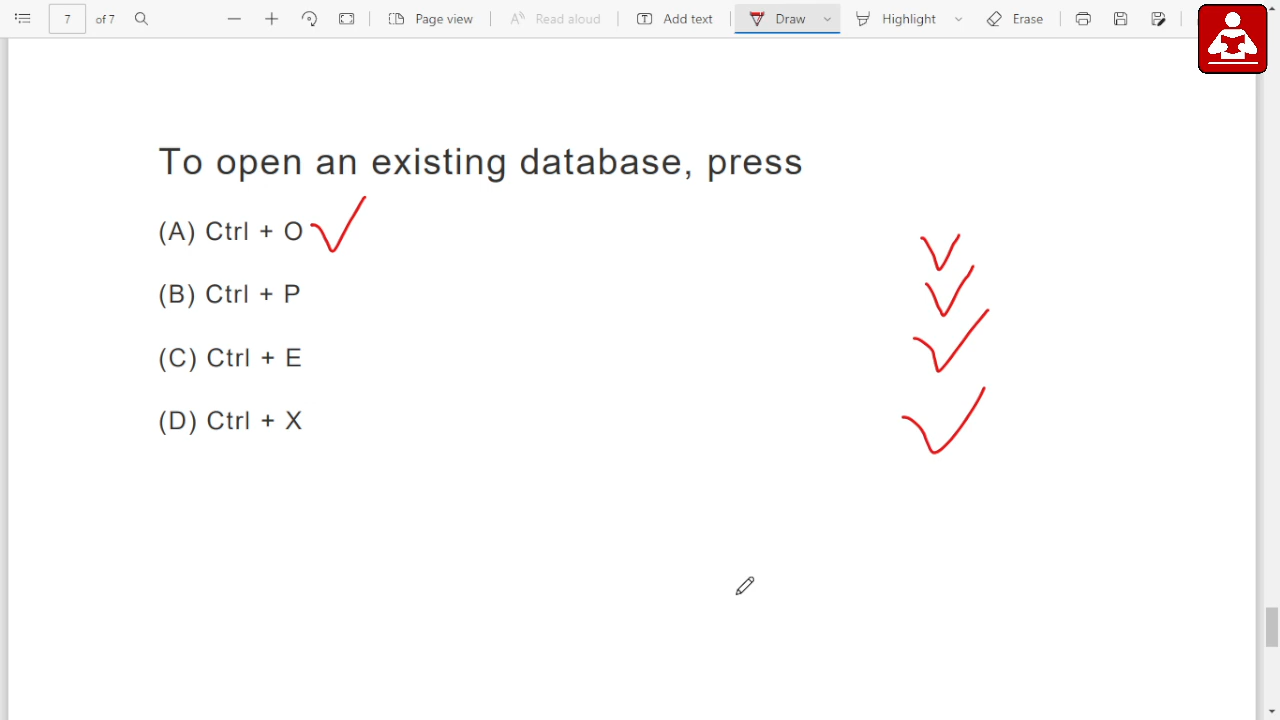 7 of 7 Page view Read aloud Add text Draw Highlight Erase
To open an existing database, press
(A) Ctrl + O
(B) Ctrl + P
(C) Ctrl + E
(D) Ctrl + X